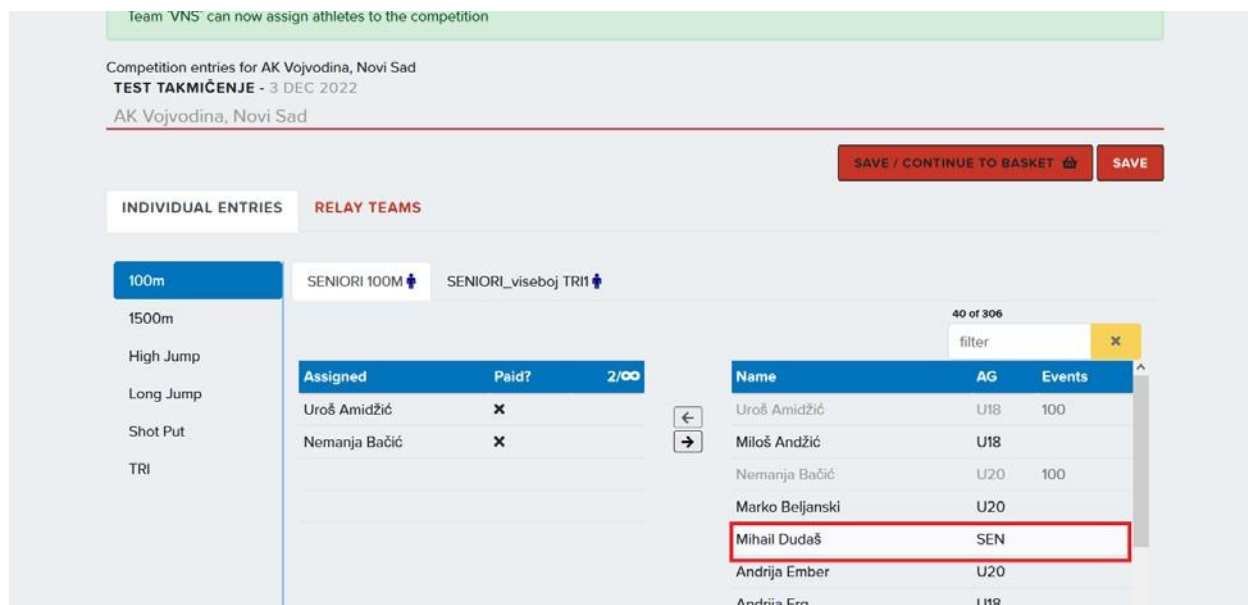 Team 'VNS' can now assign athletes to the competition
Competition entries for AK Vojvodina, Novi Sad
TEST TAKMIČENJE - 3 DEC 2022
AK Vojvodina, Novi Sad
SAVE / CONTINUE TO BASKET SAVE
INDIVIDUAL ENTRIES RELAY TEAMS
100m
1500m
High Jump
Long Jump
Shot Put
TRI
SENIORI 100M SENIORI_viseboj TRI1
40 of 306
filter
Assigned Paid? 2/∞
Uroš Amidžić ×
Nemanja Bačić ×
Name AG Events
Uroš Amidžić U18 100
Miloš Andžić U18
Nemanja Bačić U20 100
Marko Beljanski U20
Mihail Dudaš SEN
Andrija Ember U20
Andrija Erg U18